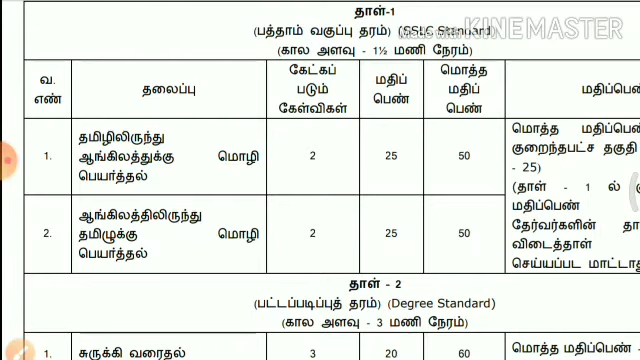 தாள்-1
(பத்தாம் வகுப்பு தரம்) (SSLC Standard)
(கால அளவு - 1½ மணி நேரம்)
KINEMASTER
வ. எண்
தலைப்பு
கேட்கப் படும் கேள்விகள்
மதிப் பெண்
மொத்த மதிப் பெண்
மதிப்பெண்
1.
தமிழிலிருந்து
ஆங்கிலத்துக்கு மொழி
பெயர்த்தல்
2
25
50
மொத்த மதிப்பெண்
குறைந்தபட்ச தகுதி
- 25)
(தாள் - 1 ல்
மதிப்பெண்
தேர்வர்களின்
விடைத்தாள்
செய்யப்பட மாட்டாது
2.
ஆங்கிலத்திலிருந்து
தமிழுக்கு மொழி
பெயர்த்தல்
2
25
50
தாள் - 2
(பட்டப்படிப்புத் தரம்) (Degree Standard)
(கால அளவு - 3 மணி நேரம்)
1.
சுருக்கி வரைதல்
3
20
60
மொத்த மதிப்பெண் -